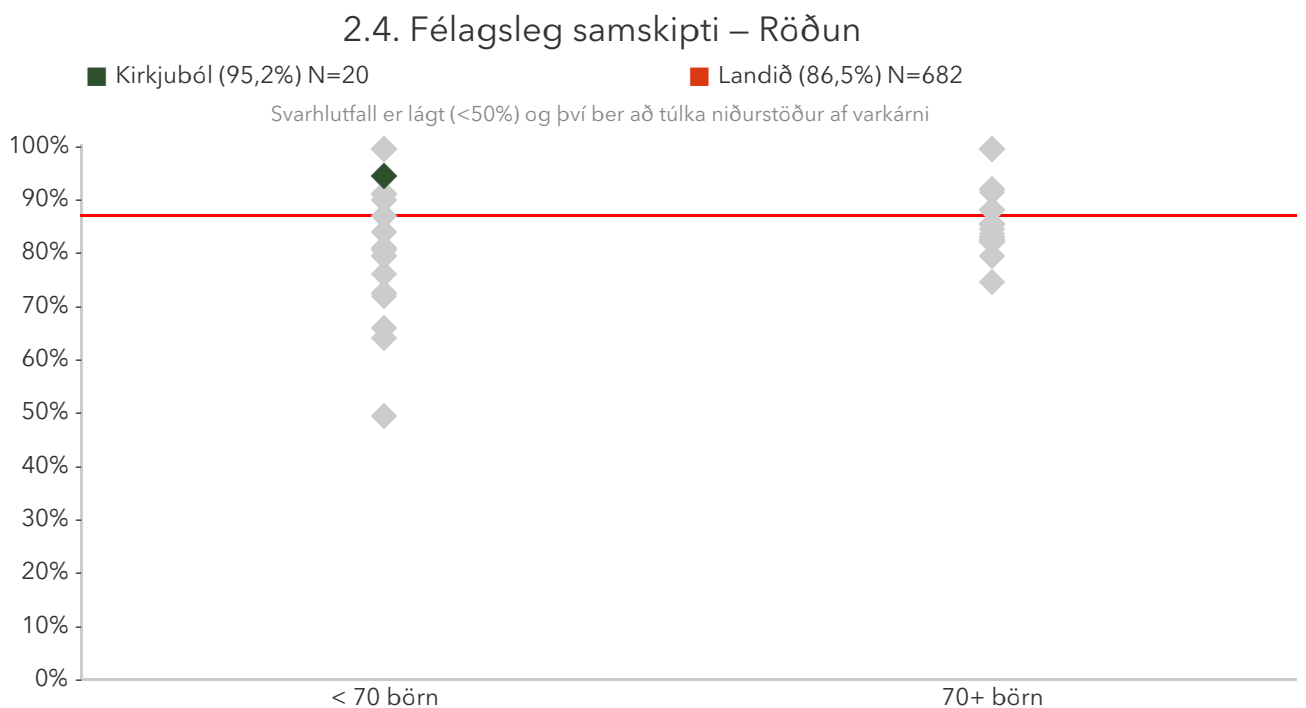 2.4. Félagsleg samskipti – Röðun
Kirkjuból (95,2%) N=20
Landið (86,5%) N=682
Svarhlutfall er lágt (<50%) og því ber að túlka niðurstöður af varkárni
100%
90%
80%
70%
60%
50%
40%
30%
20%
10%
0%
< 70 börn
70+ börn